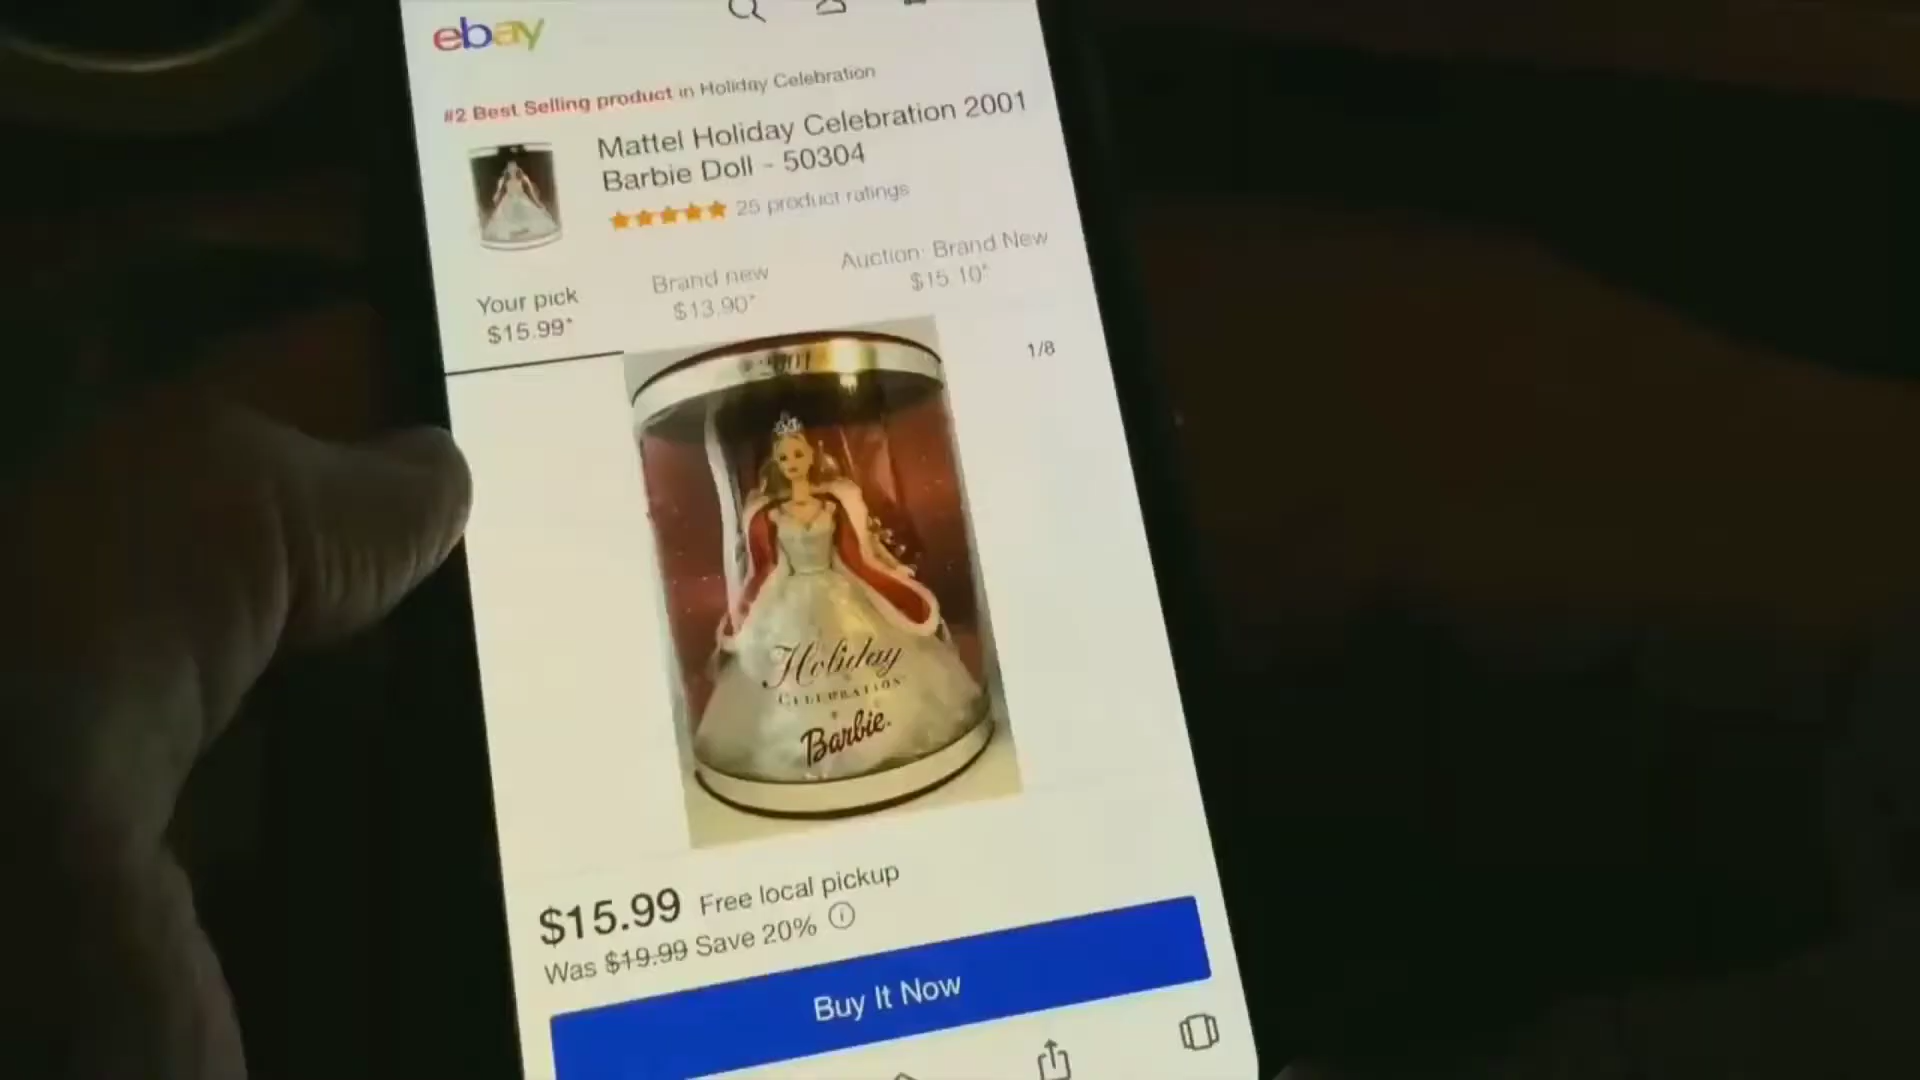 ebay
#2 Best Selling product in Holiday Celebration
Mattel Holiday Celebration 2001
Barbie Doll - 50304
25 product ratings
Your pick
$15.99*
Brand new
$13.90*
Auction: Brand New
$15.10*
1/8
2001
Holiday
CELEBRATION
Barbie
$15.99 Free local pickup
Was $19.99 Save 20%
Buy It Now